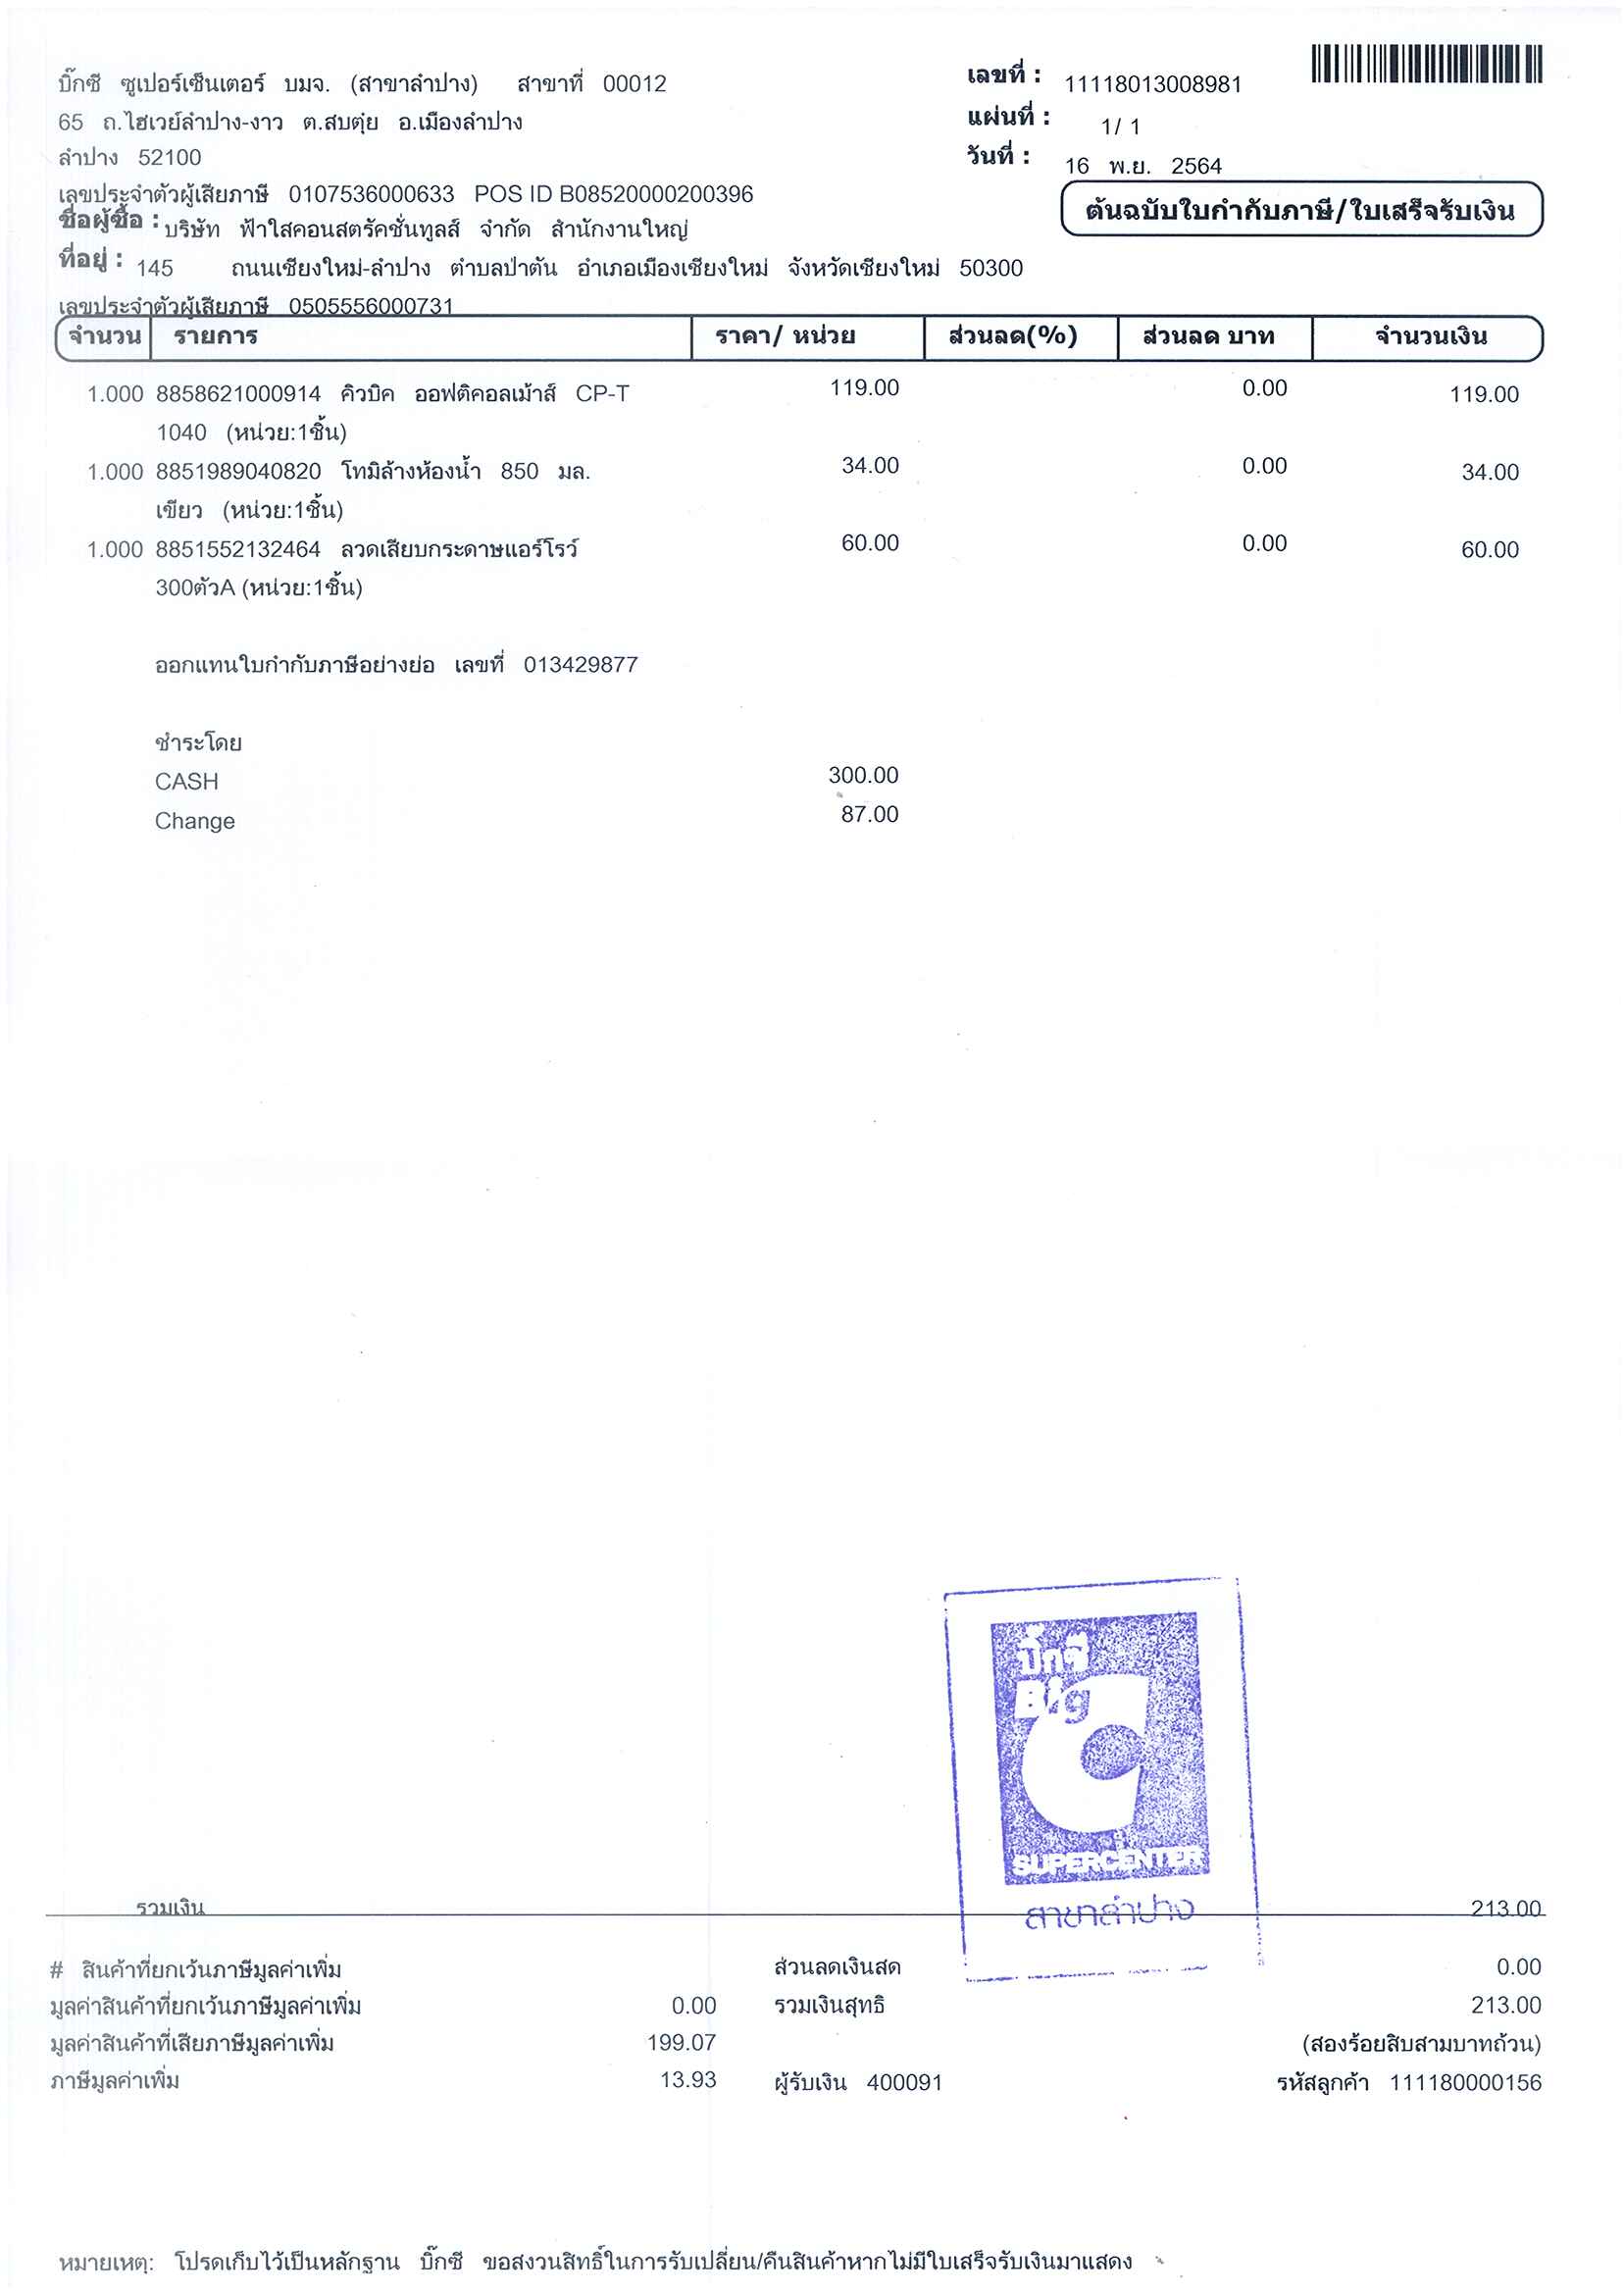 บิ๊กซี ซูเปอร์เซ็นเตอร์ บมจ. (สาขาลำปาง) สาขาที่ 00012
65 ถ.ไฮเวย์ลำปาง-งาว ต.สบตุ๋ย อ.เมืองลำปาง
ลำปาง 52100
เลขประจำตัวผู้เสียภาษี 0107536000633 POS ID B08520000200396
เลขที่ : 11118013008981
แผ่นที่ : 1/ 1
วันที่ : 16 พ.ย. 2564
ต้นฉบับใบกำกับภาษี/ใบเสร็จรับเงิน
ชื่อผู้ซื้อ : บริษัท ฟ้าใสคอนสตรัคชั่นทูลส์ จำกัด สำนักงานใหญ่
ที่อยู่ : 145 ถนนเชียงใหม่-ลำปาง ตำบลป่าตัน อำเภอเมืองเชียงใหม่ จังหวัดเชียงใหม่ 50300
เลขประจำตัวผู้เสียภาษี 0505556000731
จำนวน รายการ ราคา/ หน่วย ส่วนลด(%) ส่วนลด บาท จำนวนเงิน
1.000 8858621000914 คิวบิค ออฟติคอลเม้าส์ CP-T 119.00 0.00 119.00
1040 (หน่วย:1ชิ้น)
1.000 8851989040820 โทมิล้างห้องน้ำ 850 มล. 34.00 0.00 34.00
เขียว (หน่วย:1ชิ้น)
1.000 8851552132464 ลวดเสียบกระดาษแอร์โรว์ 60.00 0.00 60.00
300ตัวA (หน่วย:1ชิ้น)
ออกแทนใบกำกับภาษีอย่างย่อ เลขที่ 013429877
ชำระโดย
CASH 300.00
Change 87.00
บิ๊กซี
Big C
SUPERCENTER
สาขาลำปาง
รวมเงิน 213.00
# สินค้าที่ยกเว้นภาษีมูลค่าเพิ่ม ส่วนลดเงินสด 0.00
มูลค่าสินค้าที่ยกเว้นภาษีมูลค่าเพิ่ม 0.00 รวมเงินสุทธิ 213.00
มูลค่าสินค้าที่เสียภาษีมูลค่าเพิ่ม 199.07 (สองร้อยสิบสามบาทถ้วน)
ภาษีมูลค่าเพิ่ม 13.93 ผู้รับเงิน 400091 รหัสลูกค้า 111180000156
หมายเหตุ: โปรดเก็บไว้เป็นหลักฐาน บิ๊กซี ขอสงวนสิทธิ์ในการรับเปลี่ยน/คืนสินค้าหากไม่มีใบเสร็จรับเงินมาแสดง